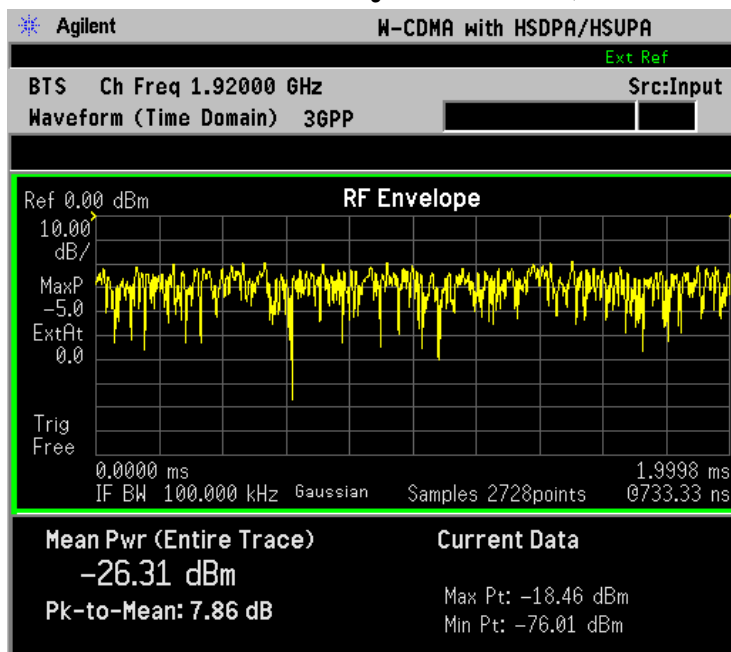 Agilent W-CDMA with HSDPA/HSUPA
Ext Ref
BTS Ch Freq 1.92000 GHz Src:Input
Waveform (Time Domain) 3GPP
Ref 0.00 dBm RF Envelope
10.00
dB/
MaxP
-5.0
ExtAt
0.0
Trig
Free
0.0000 ms 1.9998 ms
IF BW 100.000 kHz Gaussian Samples 2728points @733.33 ns
Mean Pwr (Entire Trace) Current Data
-26.31 dBm
Max Pt: -18.46 dBm
Pk-to-Mean: 7.86 dB
Min Pt: -76.01 dBm